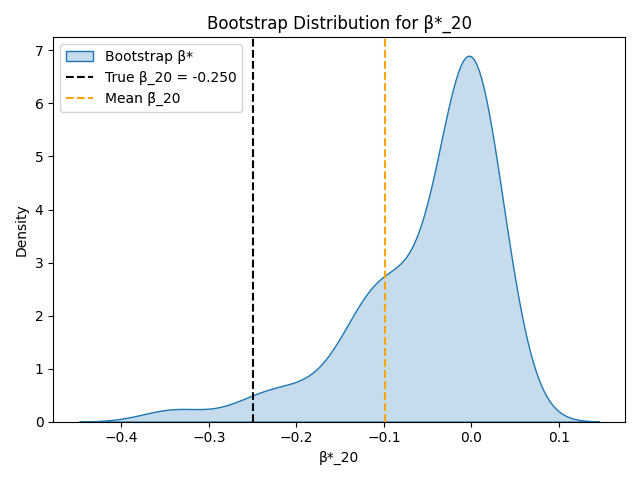 Bootstrap Distribution for β*_20
Bootstrap β*
True β_20 = -0.250
Mean β̂_20
Density
7
6
5
4
3
2
1
0
−0.4
−0.3
−0.2
−0.1
0.0
0.1
β*_20